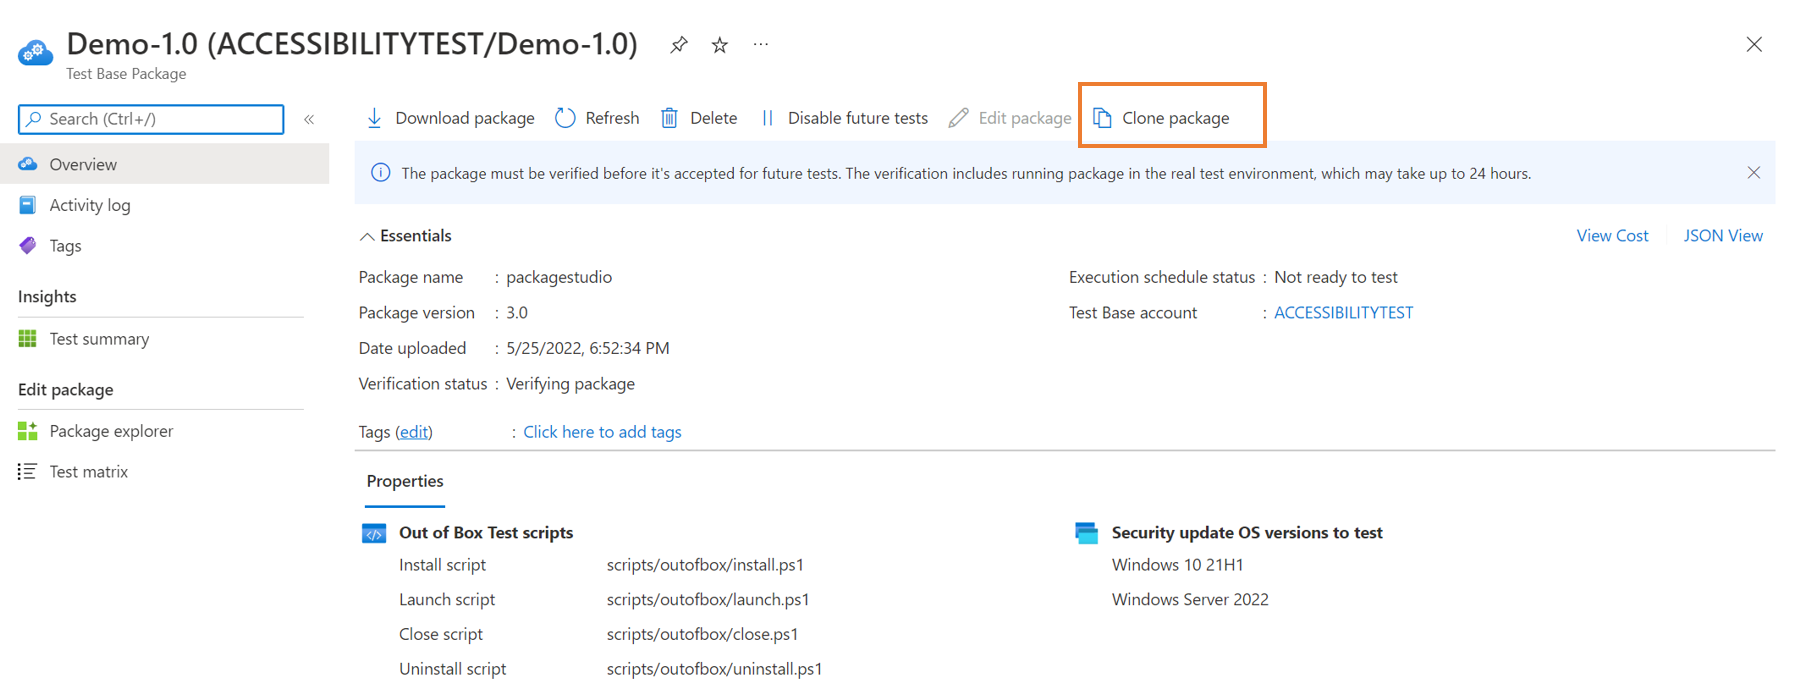 Demo-1.0 (ACCESSIBILITYTEST/Demo-1.0)
Test Base Package
Search (Ctrl+/)
«
Overview
Activity log
Tags
Insights
Test summary
Edit package
Package explorer
Test matrix
Download package Refresh Delete Disable future tests Edit package Clone package
The package must be verified before it's accepted for future tests. The verification includes running package in the real test environment, which may take up to 24 hours.
Essentials View Cost JSON View
Package name : packagestudio
Package version : 3.0
Date uploaded : 5/25/2022, 6:52:34 PM
Verification status : Verifying package
Execution schedule status : Not ready to test
Test Base account : ACCESSIBILITYTEST
Tags (edit) : Click here to add tags
Properties
Out of Box Test scripts
Install script scripts/outofbox/install.ps1
Launch script scripts/outofbox/launch.ps1
Close script scripts/outofbox/close.ps1
Uninstall script scripts/outofbox/uninstall.ps1
Security update OS versions to test
Windows 10 21H1
Windows Server 2022